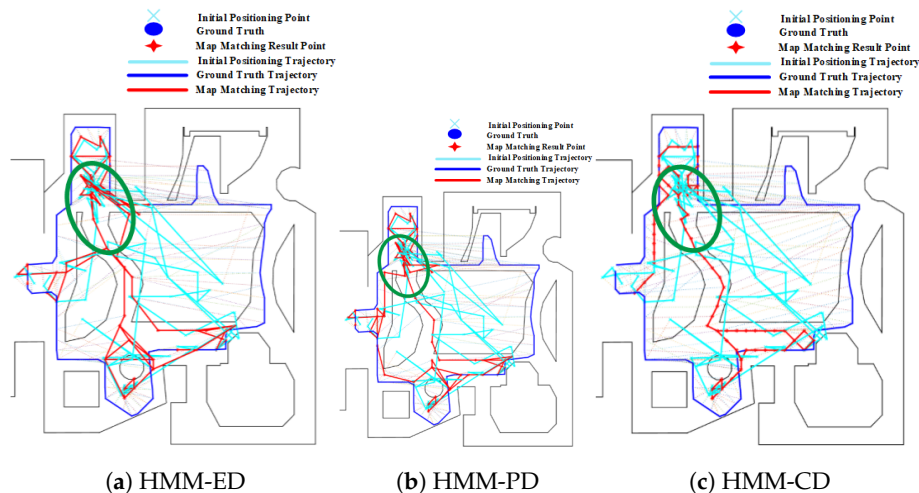 Initial Positioning Point
Ground Truth
Map Matching Result Point
Initial Positioning Trajectory
Ground Truth Trajectory
Map Matching Trajectory
Initial Positioning Point
Ground Truth
Map Matching Result Point
Initial Positioning Trajectory
Ground Truth Trajectory
Map Matching Trajectory
Initial Positioning Point
Ground Truth
Map Matching Result Point
Initial Positioning Trajectory
Ground Truth Trajectory
Map Matching Trajectory
(a) HMM-ED
(b) HMM-PD
(c) HMM-CD